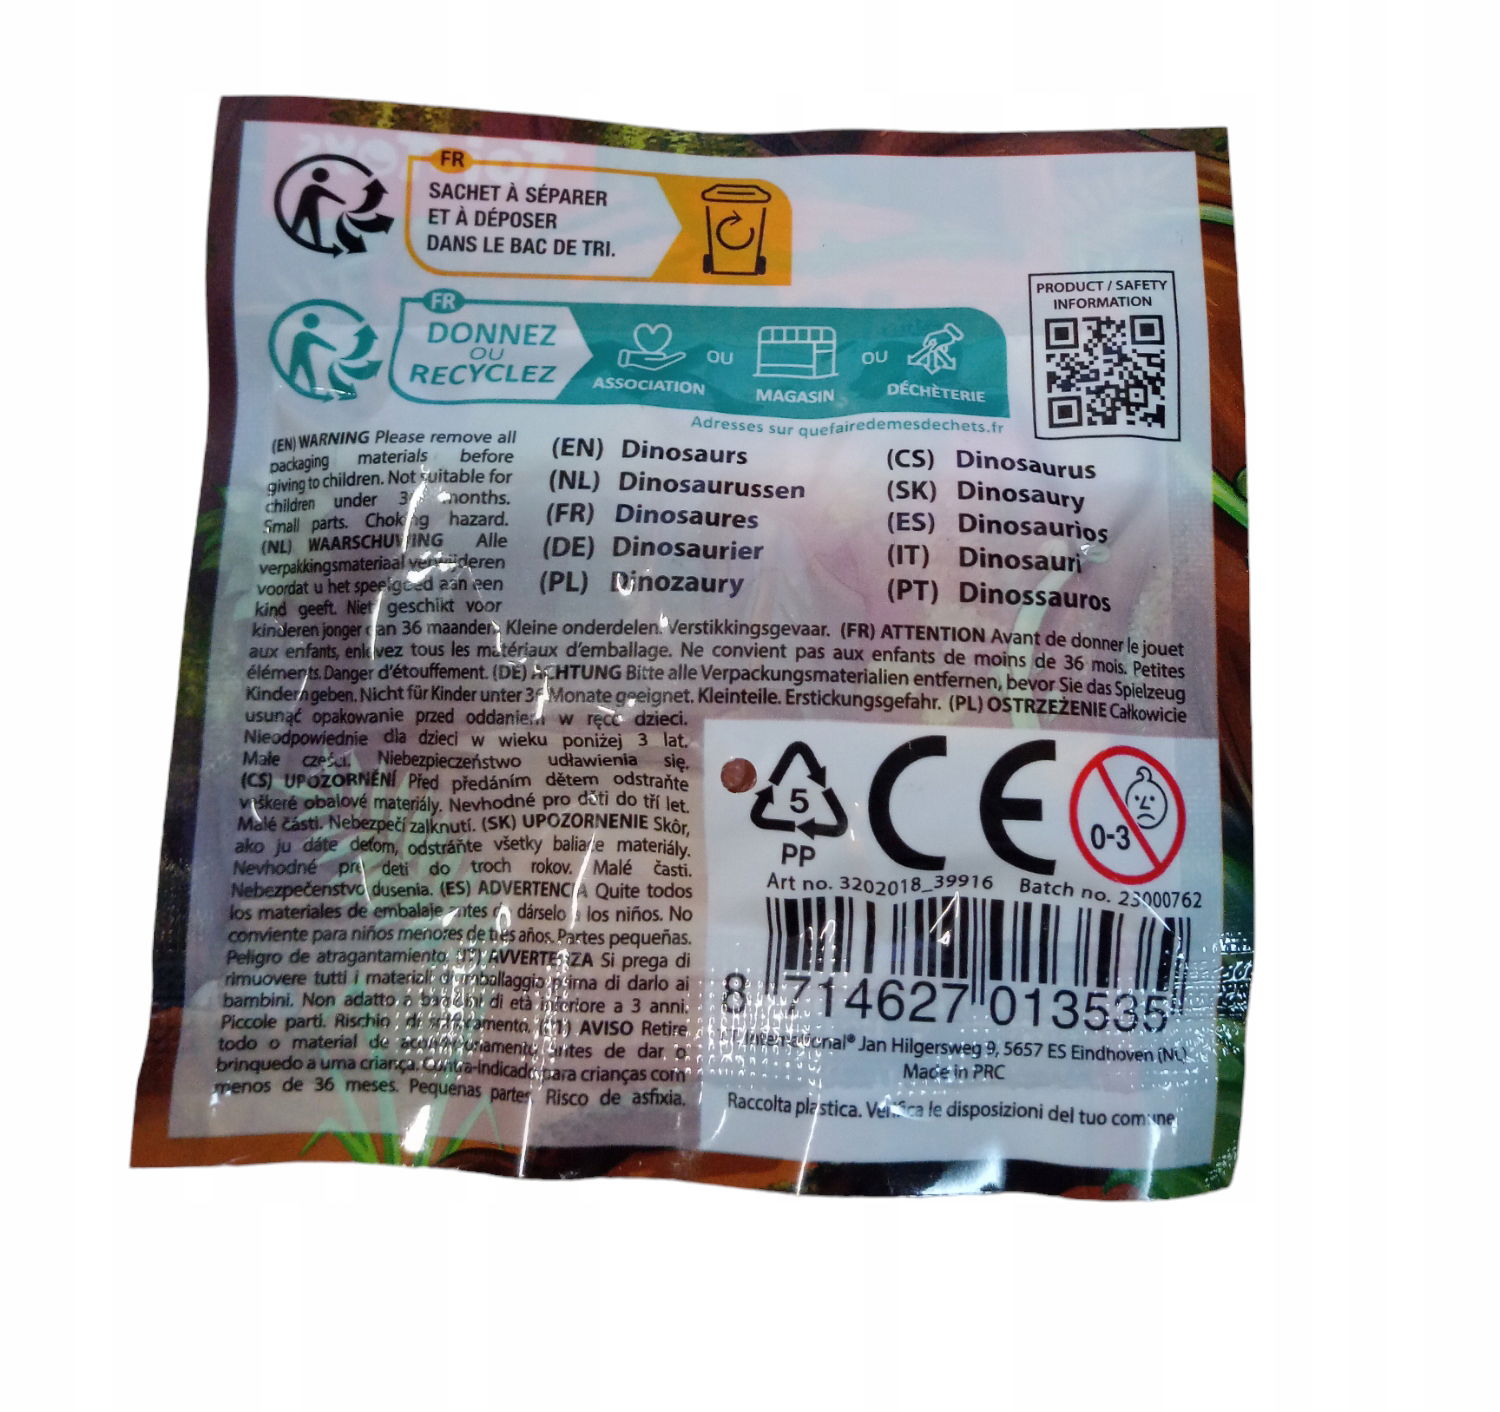 FR
SACHET À SÉPARER
ET À DÉPOSER
DANS LE BAC DE TRI.
FR
DONNEZ
OU
RECYCLEZ
ASSOCIATION
OU
MAGASIN
OU
DÉCHÈTERIE
Adresses sur quefairedemesdechets.fr
PRODUCT / SAFETY
INFORMATION
(EN) Dinosaurs
(NL) Dinosaurussen
(FR) Dinosaures
(DE) Dinosaurier
(PL) Dinozaury
(CS) Dinosaurus
(SK) Dinosaury
(ES) Dinosaurios
(IT) Dinosauri
(PT) Dinossauros
(EN) WARNING Please remove all
packaging materials before
giving to children. Not suitable for
children under 3 months.
Small parts. Choking hazard.
(NL) WAARSCHUWING Alle
verpakkingsmateriaal verwijderen
voordat u het speelgoed aan een
kind geeft. Niet geschikt voor
kinderen jonger dan 36 maanden. Kleine onderdelen. Verstikkingsgevaar. (FR) ATTENTION Avant de donner le jouet
aux enfants, enlevez tous les matériaux d'emballage. Ne convient pas aux enfants de moins de 36 mois. Petites
éléments. Danger d'étouffement. (DE) ACHTUNG Bitte alle Verpackungsmaterialien entfernen, bevor Sie das Spielzeug
Kindern geben. Nicht für Kinder unter 36 Monate geeignet. Kleinteile. Erstickungsgefahr. (PL) OSTRZEŻENIE Całkowicie
usunąć opakowanie przed oddaniem w ręce dzieci.
Nieodpowiednie dla dzieci w wieku poniżej 3 lat.
Małe części. Niebezpieczeństwo udławienia się.
(CS) UPOZORNĚNÍ Před předáním dětem odstraňte
veškeré obalové materiály. Nevhodné pro děti do tří let.
Malé části. Nebezpečí zalknutí. (SK) UPOZORNENIE Skôr,
ako ju dáte deťom, odstráňte všetky baliace materiály.
Nevhodné pre deti do troch rokov. Malé časti.
Nebezpečenstvo dusenia. (ES) ADVERTENCIA Quite todos
los materiales de embalaje antes de dárselo a los niños. No
conviente para niños menores de tres años. Partes pequeñas.
Peligro de atragantamiento. (IT) AVVERTENZA Si prega di
rimuovere tutti i materiali di imballaggio prima di darlo ai
bambini. Non adatto a bambini di età inferiore a 3 anni.
Piccole parti. Rischio di AVISO Retire
todo o material de acondicionamento antes de dar o
brinquedo a uma criança. Contra-indicado para crianças com
menos de 36 meses. Pequenas partes. Risco de asfixia.
5
PP
CE
0-3
Art no. 3202018_39916 Batch no. 23000762
8 714627 013535
International® Jan Hilgersweg 9, 5657 ES Eindhoven (NL)
Made in PRC
Raccolta plastica. Verifica le disposizioni del tuo comune